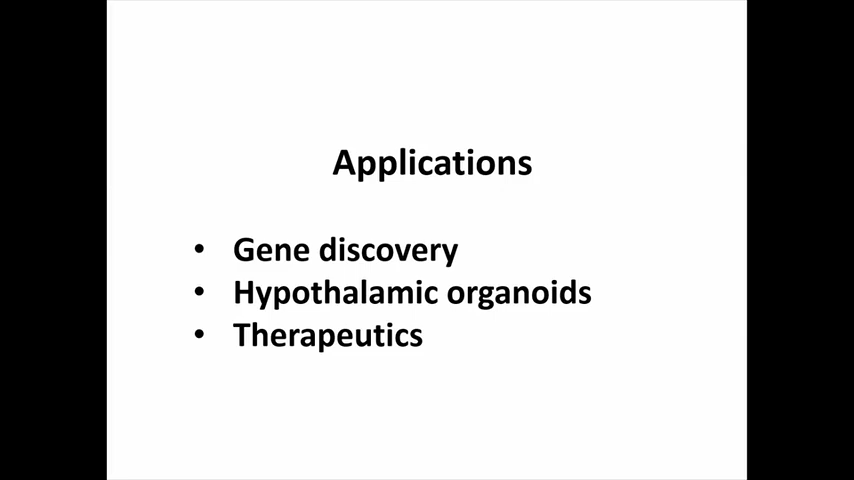 Applications
• Gene discovery
• Hypothalamic organoids
• Therapeutics